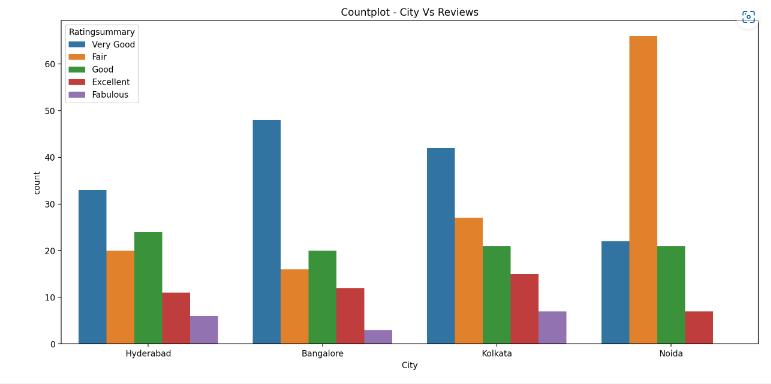 Countplot - City Vs Reviews
Ratingsummary
Very Good
Fair
Good
Excellent
Fabulous
60
50
40
30
20
10
0
count
Hyderabad Bangalore Kolkata Noida
City